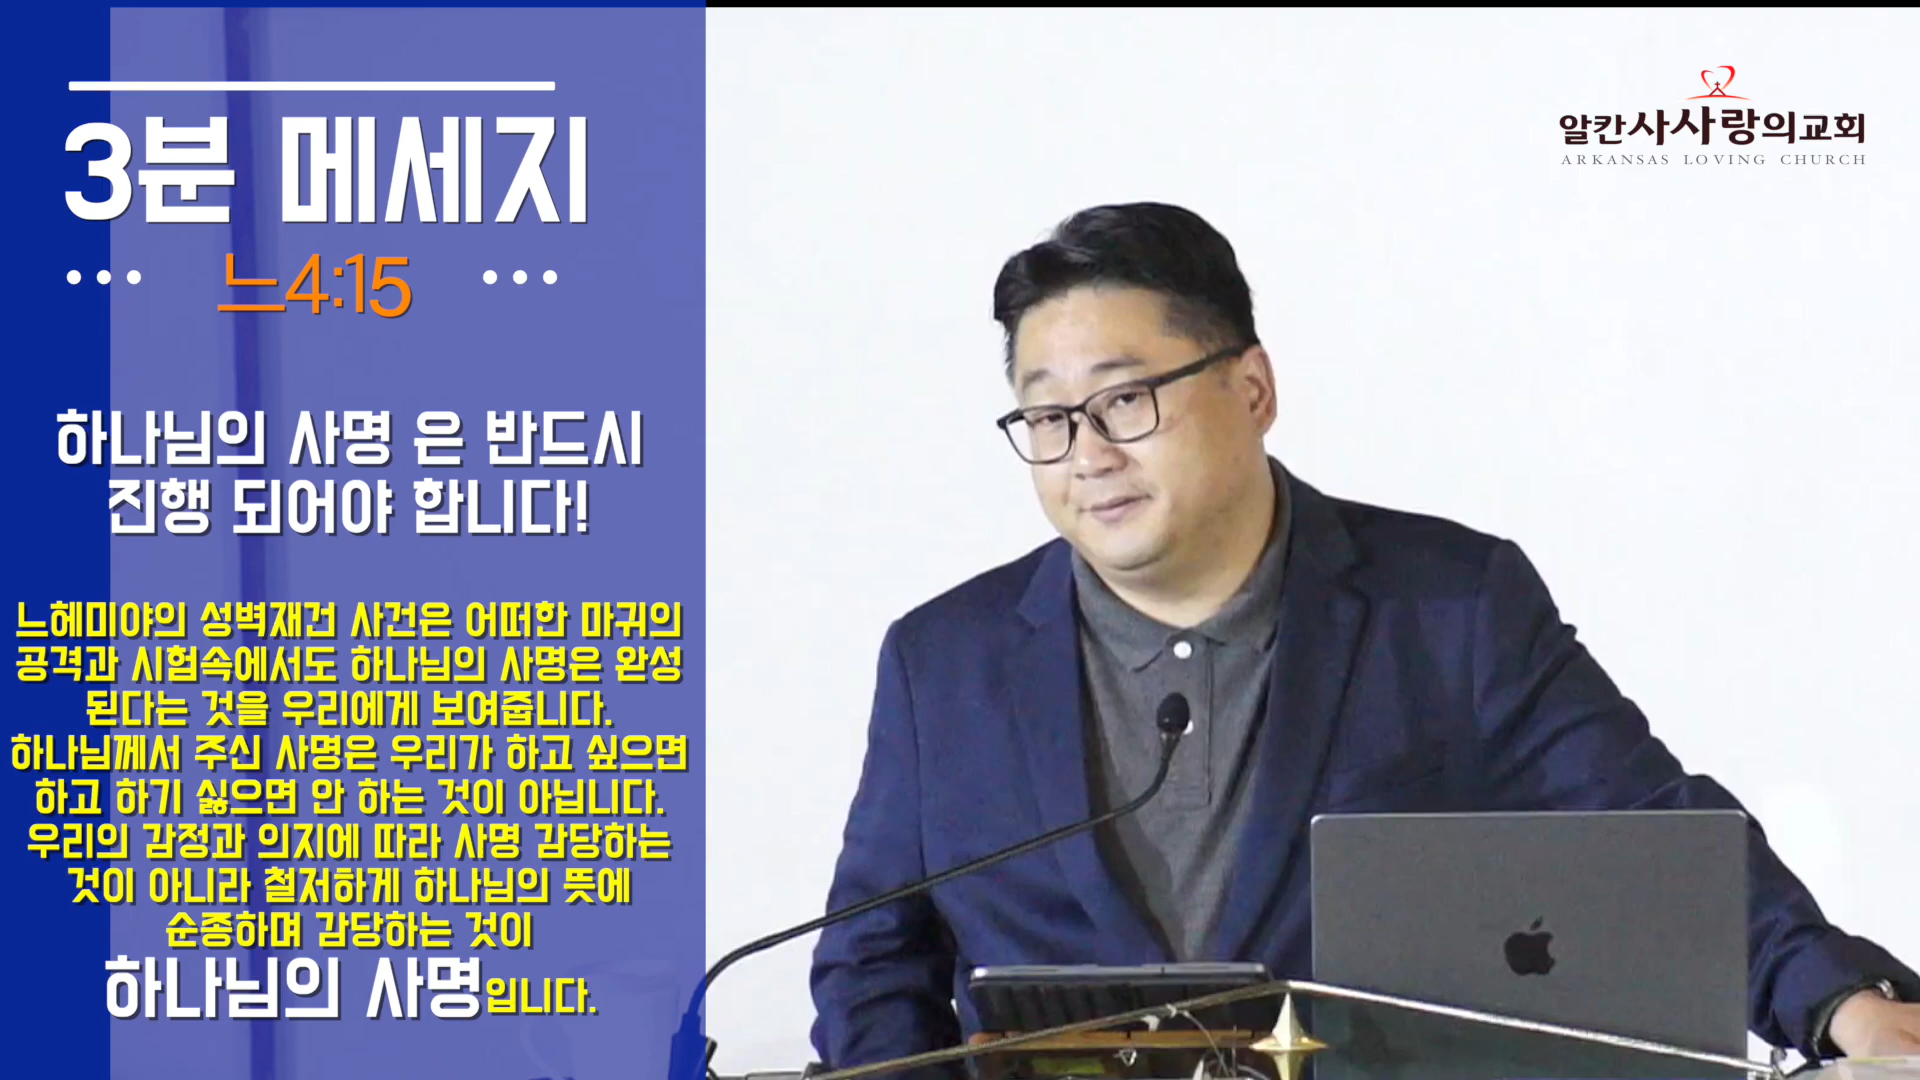 3분 메세지
느4:15
하나님의 사명 은 반드시
진행 되어야 합니다!
느헤미야의 성벽재건 사건은 어떠한 마귀의
공격과 시험속에서도 하나님의 사명은 완성
된다는 것을 우리에게 보여줍니다.
하나님께서 주신 사명은 우리가 하고 싶으면
하고 하기 싫으면 안 하는 것이 아닙니다.
우리의 감정과 의지에 따라 사명 감당하는
것이 아니라 철저하게 하나님의 뜻에
순종하며 감당하는 것이
하나님의 사명입니다.
알칸사사랑의교회
ARKANSAS LOVING CHURCH